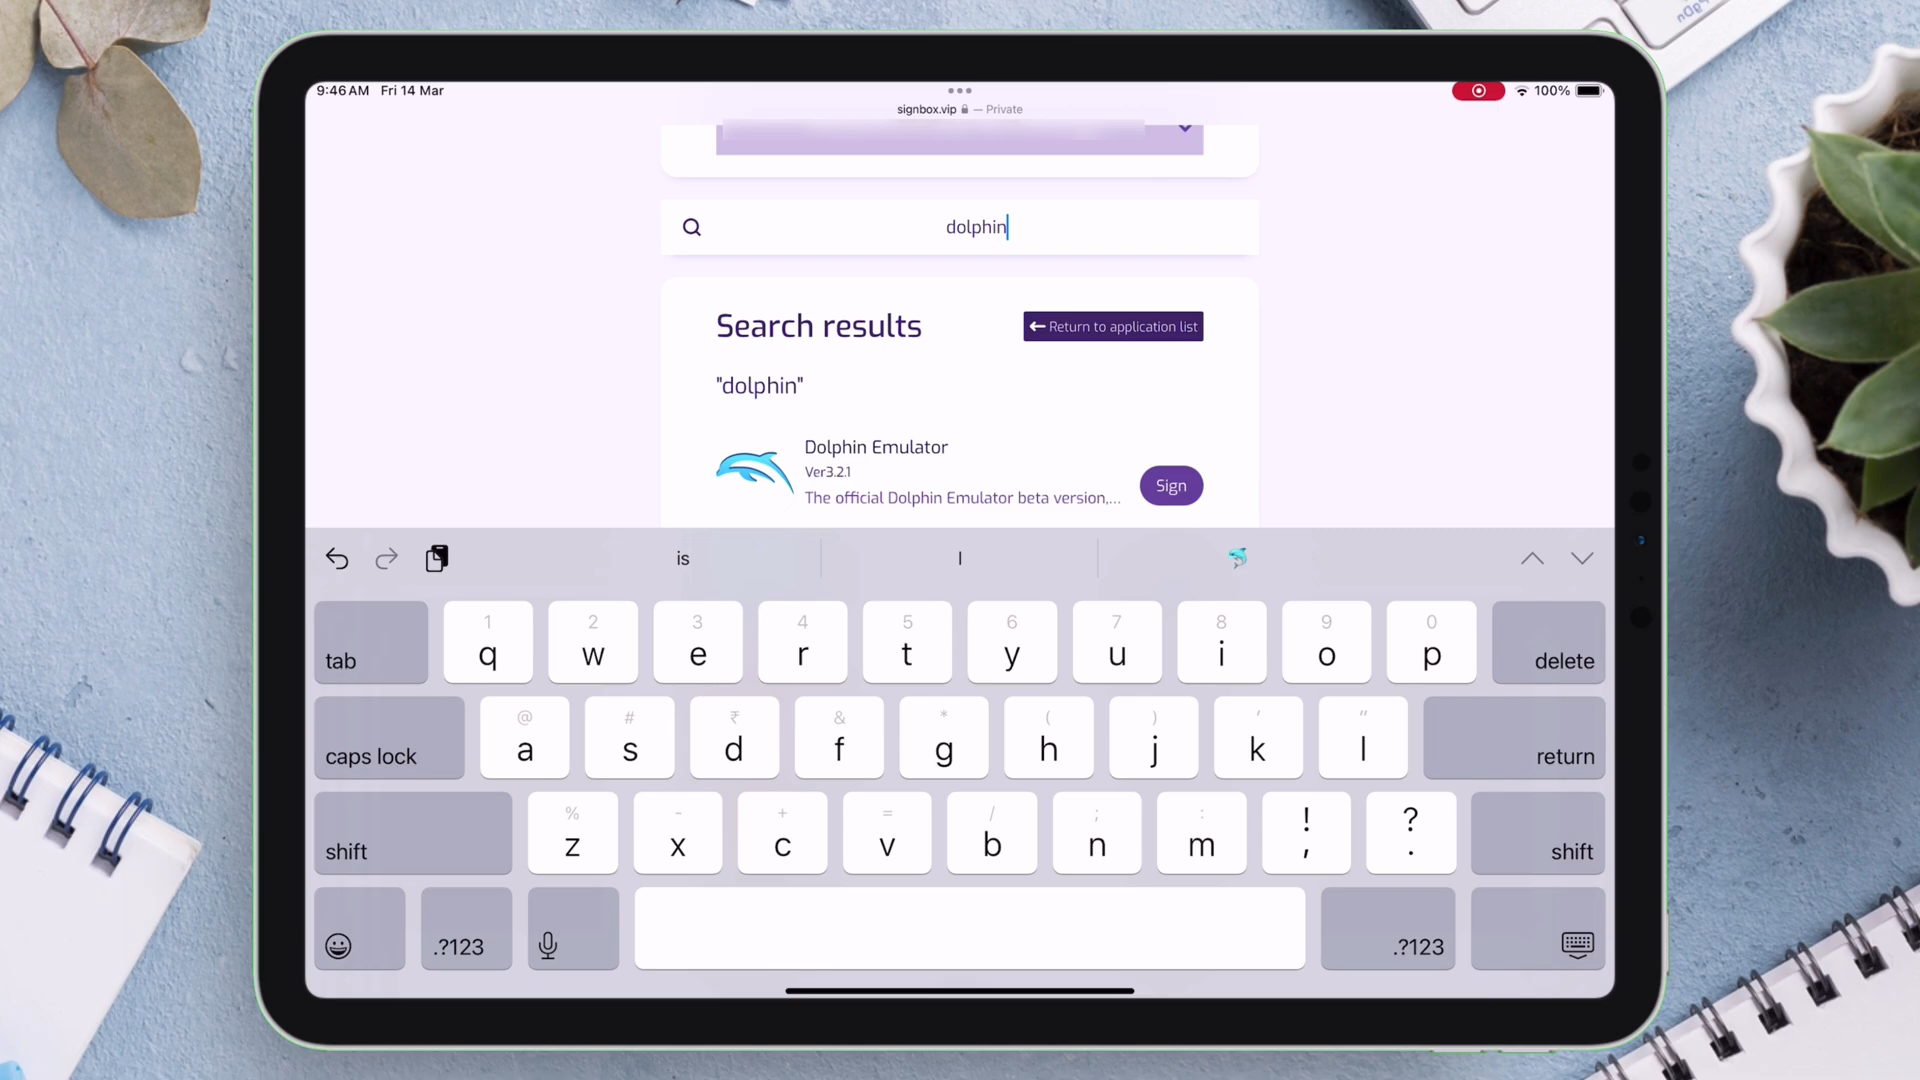 PgDn
9:46 AM Fri 14 Mar
100%
signbox.vip — Private
dolphin
Search results
Return to application list
"dolphin"
Dolphin Emulator
Ver3.2.1
The official Dolphin Emulator beta version,...
Sign
is I
1 2 3 4 5 6 7 8 9 0
tab q w e r t y u i o p delete
@ # ₹ & * ( ) ' "
caps lock a s d f g h j k l return
% - + = / ; : ! ?
shift z x c v b n m , . shift
.?123 .?123